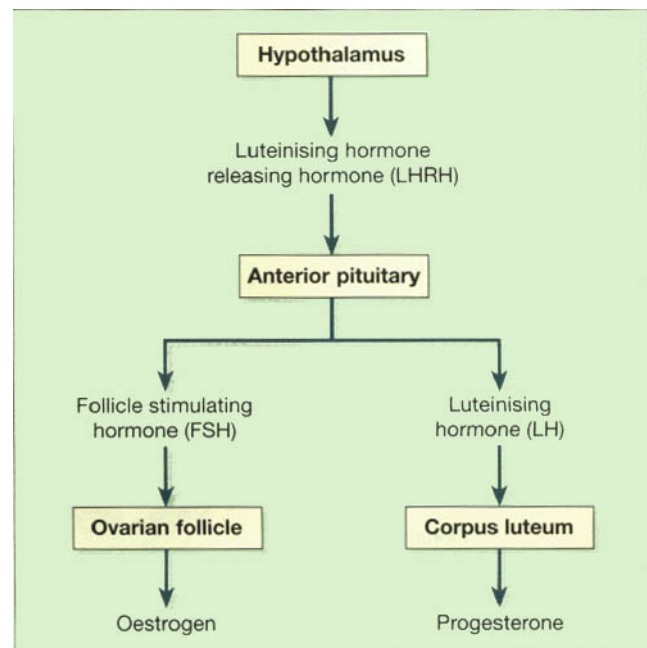 Hypothalamus
Luteinising hormone
releasing hormone (LHRH)
Anterior pituitary
Follicle stimulating
hormone (FSH)
Luteinising
hormone (LH)
Ovarian follicle
Corpus luteum
Oestrogen
Progesterone